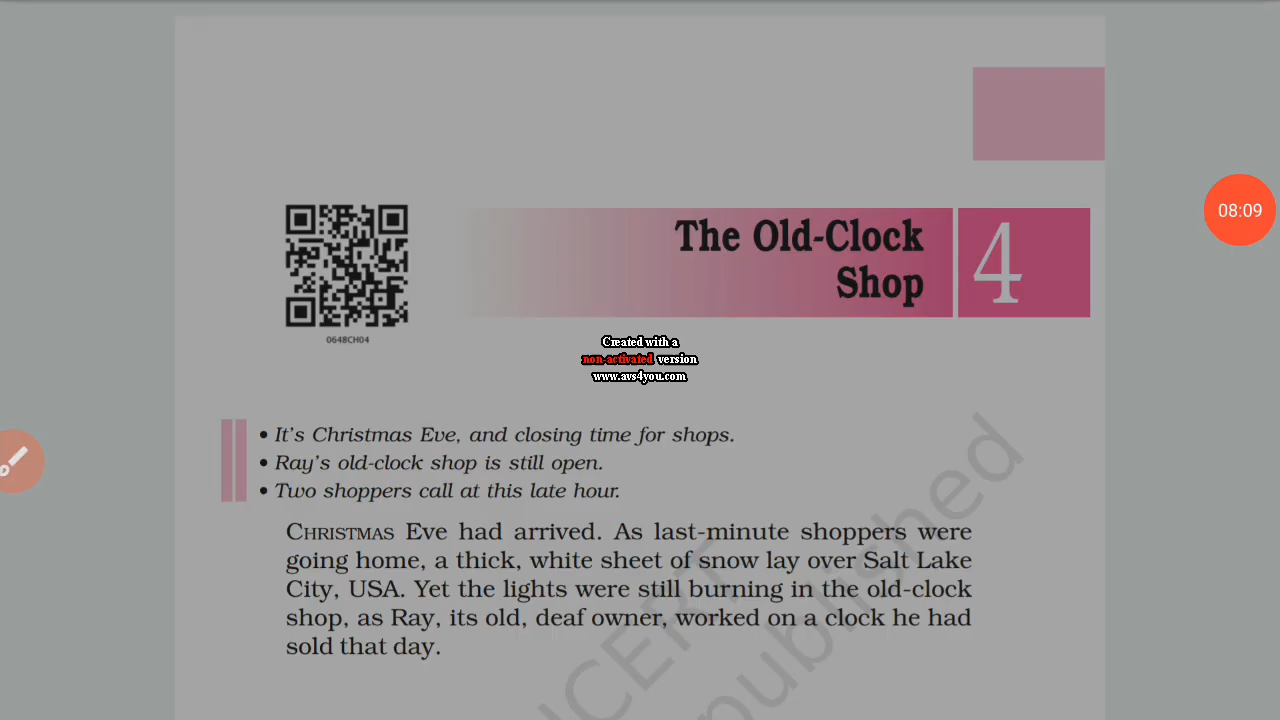 The Old-Clock
Shop
4
08:09
0648CH04
Created with a
non-activated version
www.avs4you.com
• It's Christmas Eve, and closing time for shops.
• Ray's old-clock shop is still open.
• Two shoppers call at this late hour.
CHRISTMAS Eve had arrived. As last-minute shoppers were
going home, a thick, white sheet of snow lay over Salt Lake
City, USA. Yet the lights were still burning in the old-clock
shop, as Ray, its old, deaf owner, worked on a clock he had
sold that day.
NCERT
published